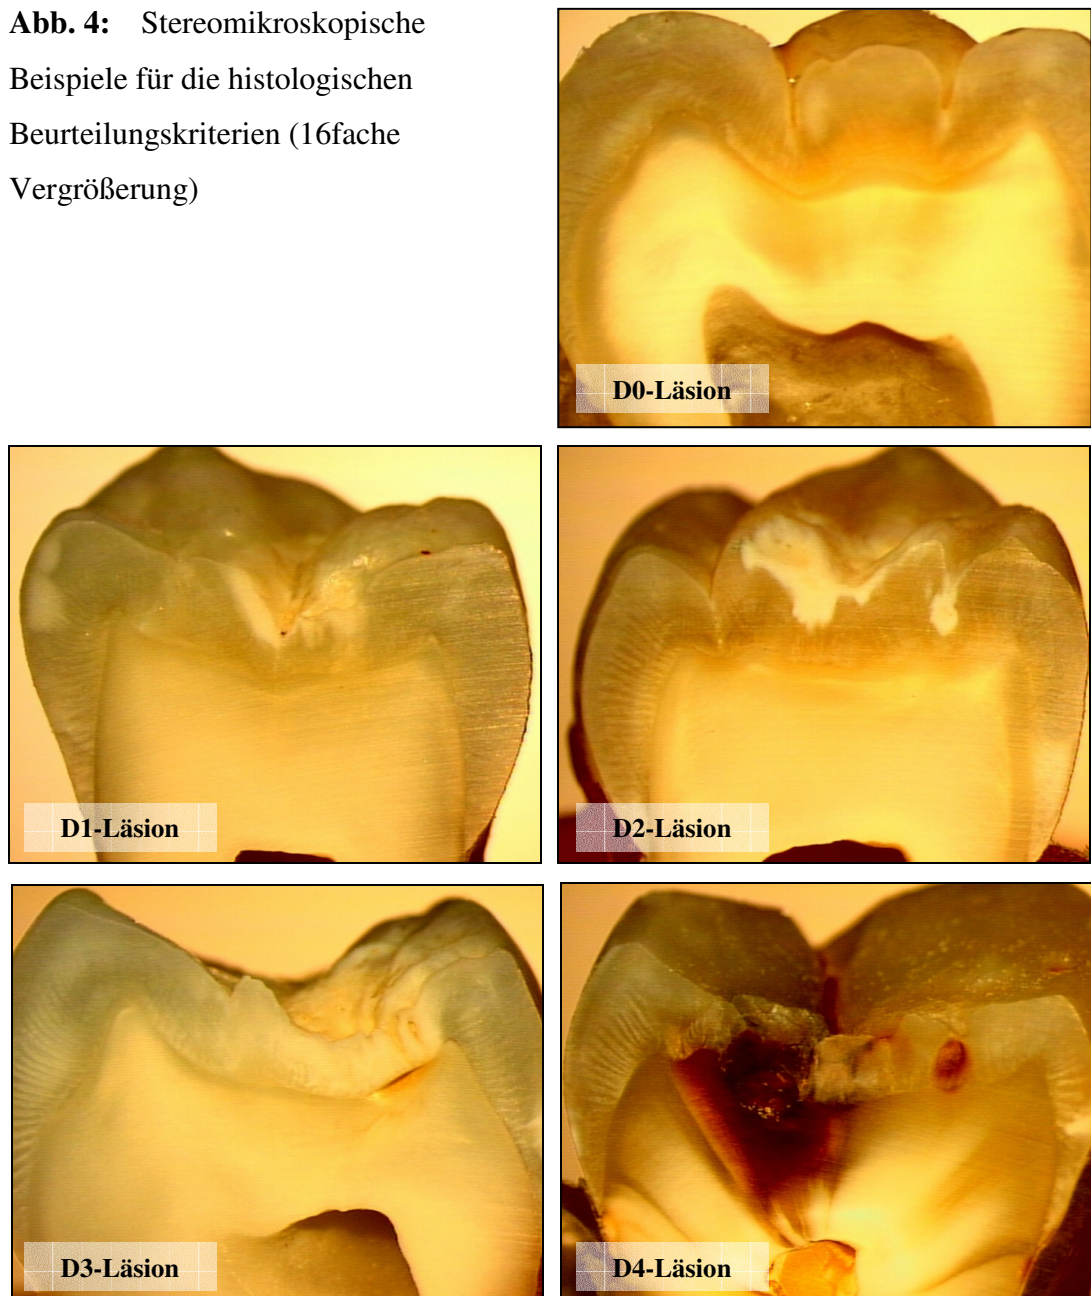 Abb. 4: Stereomikroskopische
Beispiele für die histologischen
Beurteilungskriterien (16fache
Vergrößerung)
D0-Läsion
D1-Läsion
D2-Läsion
D3-Läsion
D4-Läsion